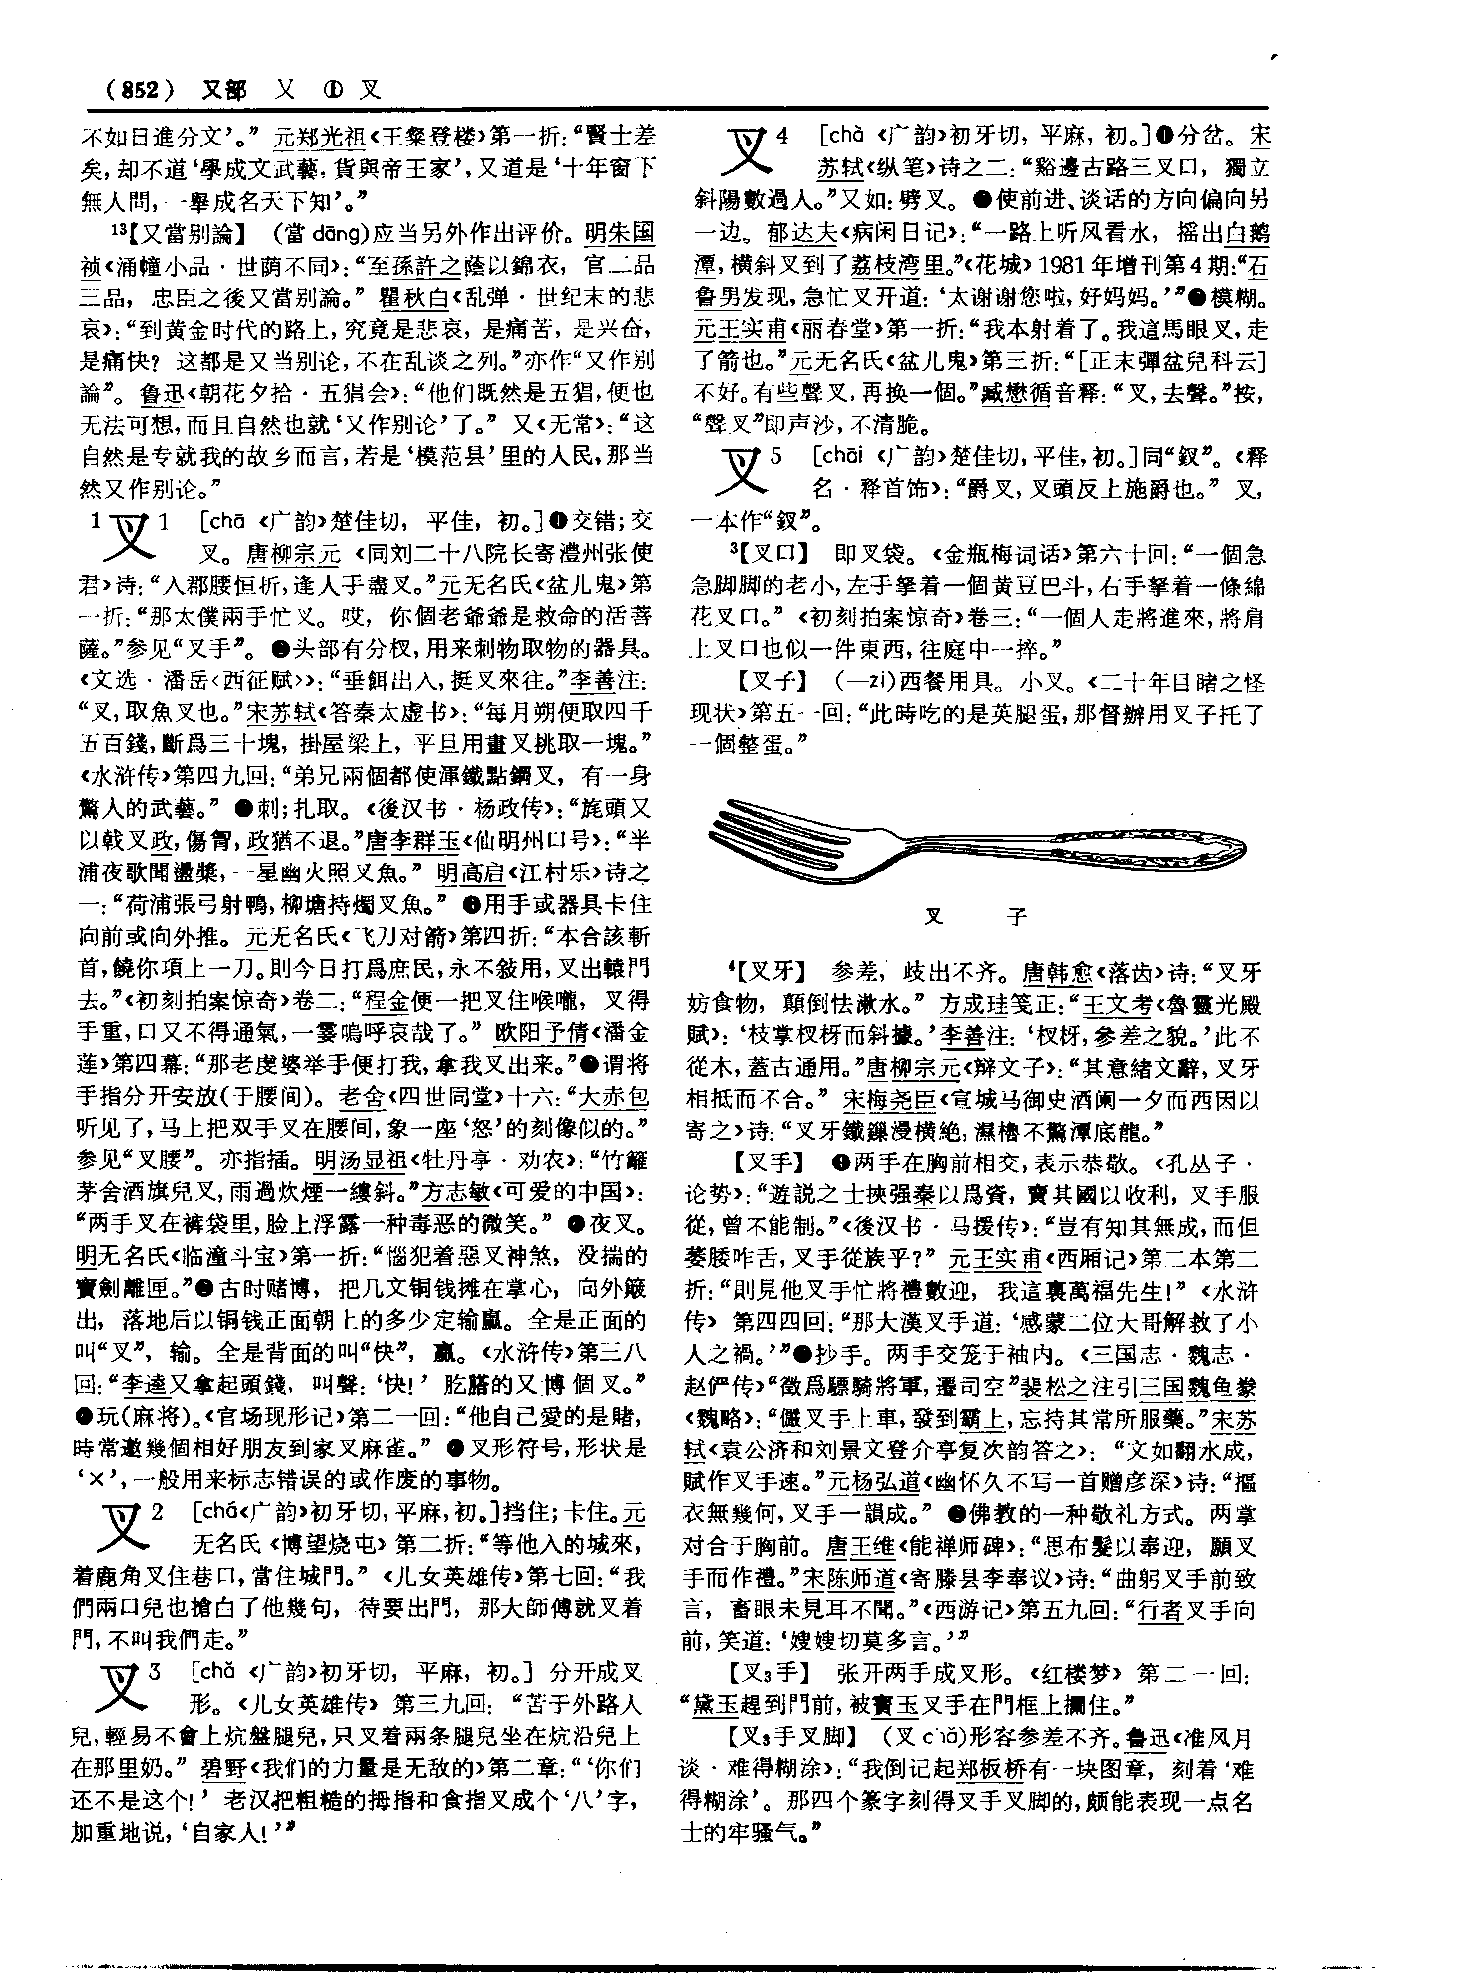 （852） 又部 又 ① 叉
不如日進分文’。” 元郑光祖《王粲登楼》第一折：“賢士差
矣，却不道‘學成文武藝，貨與帝王家’，又道是‘十年窗下
無人問，一舉成名天下知’。”
13【又當别論】 （當 dāng）应当另外作出评价。明朱国
祯《涌幢小品·世荫不同》：“至孫許之蔭以錦衣，官二品
三品，忠臣之後又當别論。” 瞿秋白《乱弹·世纪末的悲
哀》：“到黄金时代的路上，究竟是悲哀，是痛苦，是兴奋，
是痛快？这都是又当别论，不在乱谈之列。”亦作“又作别
論”。鲁迅《朝花夕拾·五猖会》：“他们既然是五猖，便也
无法可想，而且自然也就‘又作别论’了。” 又《无常》：“这
自然是专就我的故乡而言，若是‘模范县’里的人民，那当
然又作别论。”
1 叉 1 ［chā 《广韵》楚佳切，平佳，初。］❶交错；交
叉。唐柳宗元《同刘二十八院长寄澧州张使
君》诗：“入郡腰恒折，逢人手盡叉。”元无名氏《盆儿鬼》第
一折：“那太僕兩手忙叉。哎，你個老爺爺是救命的活菩
薩。”参见“叉手”。❷头部有分杈，用来刺物取物的器具。
《文选·潘岳〈西征赋〉》：“垂餌出入，挺叉來往。”李善注：
“叉，取魚叉也。”宋苏轼《答秦太虚书》：“每月朔便取四千
五百錢，斷爲三十塊，掛屋梁上，平旦用畫叉挑取一塊。”
《水浒传》第四九回：“弟兄兩個都使渾鐵點鋼叉，有一身
驚人的武藝。” ❸刺；扎取。《後汉书·杨政传》：“旄頭又
以戟叉政，傷胷，政猶不退。”唐李群玉《仙明州口号》：“半
浦夜歌聞盪槳，一星幽火照叉魚。” 明高启《江村乐》诗之
一：“荷浦張弓射鴨，柳塘持燭叉魚。” ❹用手或器具卡住
向前或向外推。元无名氏《飞刀对箭》第四折：“本合該斬
首，饒你項上一刀。則今日打爲庶民，永不敍用，叉出轅門
去。”《初刻拍案惊奇》卷二：“程金便一把叉住喉嚨，叉得
手重，口又不得通氣，一霎嗚呼哀哉了。” 欧阳予倩《潘金
莲》第四幕：“那老虔婆举手便打我，拿我叉出来。”❺谓将
手指分开安放（于腰间）。老舍《四世同堂》十六：“大赤包
听见了，马上把双手叉在腰间，象一座‘怒’的刻像似的。”
参见“叉腰”。亦指插。明汤显祖《牡丹亭·劝农》：“竹籬
茅舍酒旗兒叉，雨過炊煙一縷斜。”方志敏《可爱的中国》：
“两手叉在裤袋里，脸上浮露一种毒恶的微笑。” ❻夜叉。
明无名氏《临潼斗宝》第一折：“惱犯着惡叉神煞，没揣的
寶劍離匣。”❼古时赌博，把几文铜钱摊在掌心，向外簸
出，落地后以铜钱正面朝上的多少定输赢。全是正面的
叫“叉”，输。全是背面的叫“快”，赢。《水浒传》第三八
回：“李逵又拿起頭錢，叫聲：‘快！’ 肐𦞂的又博個叉。”
❽玩（麻将）。《官场现形记》第二一回：“他自己愛的是賭，
時常邀幾個相好朋友到家叉麻雀。” ❾叉形符号，形状是
‘×’，一般用来标志错误的或作废的事物。
叉 2 ［chá《广韵》初牙切，平麻，初。］挡住；卡住。元
无名氏《博望烧屯》第二折：“等他入的城來，
着鹿角叉住巷口，當住城門。” 《儿女英雄传》第七回：“我
們兩口兒也搶白了他幾句，待要出門，那大師傅就叉着
門，不叫我們走。”
叉 3 ［chǎ 《广韵》初牙切，平麻，初。］分开成叉
形。《儿女英雄传》第三九回：“苦于外路人
兒，輕易不會上炕盤腿兒，只叉着兩条腿兒坐在炕沿兒上
在那里奶。” 碧野《我们的力量是无敌的》第二章：“‘你们
还不是这个！’ 老汉把粗糙的拇指和食指叉成个‘八’字，
加重地说，‘自家人！’”
叉 4 ［chà 《广韵》初牙切，平麻，初。］❶分岔。宋
苏轼《纵笔》诗之二：“谿邊古路三叉口，獨立
斜陽數過人。”又如：劈叉。❷使前进、谈话的方向偏向另
一边。郁达夫《病闲日记》：“一路上听风看水，摇出白鹅
潭，横斜叉到了荔枝湾里。”《花城》1981年增刊第4期：“石
鲁男发现，急忙叉开道：‘太谢谢您啦，好妈妈。’”❸模糊。
元王实甫《丽春堂》第一折：“我本射着了。我這馬眼叉，走
了箭也。”元无名氏《盆儿鬼》第三折：“［正末彈盆兒科云］
不好。有些聲叉，再换一個。”臧懋循音释：“叉，去聲。”按，
“聲叉”即声沙，不清脆。
叉 5 ［chāi 《广韵》楚佳切，平佳，初。］同“釵”。《释
名·释首饰》：“爵叉，叉頭反上施爵也。” 叉，
一本作“釵”。
3【叉口】 即叉袋。《金瓶梅词话》第六十回：“一個急
急脚脚的老小，左手拏着一個黄豆巴斗，右手拏着一條綿
花叉口。” 《初刻拍案惊奇》卷三：“一個人走將進來，將肩
上叉口也似一件東西，往庭中一摔。”
【叉子】 （—zi）西餐用具。小叉。《二十年目睹之怪
现状》第五一回：“此時吃的是英腿蛋，那督辦用叉子托了
一個整蛋。”
叉 子
4【叉牙】 参差，歧出不齐。唐韩愈《落齿》诗：“叉牙
妨食物，顛倒怯漱水。” 方成珪笺正：“王文考《魯靈光殿
賦》：‘枝掌杈枒而斜據。’李善注：‘杈枒，參差之貌。’此不
從木，蓋古通用。”唐柳宗元《辩文子》：“其意緒文辭，叉牙
相抵而不合。” 宋梅尧臣《宣城马御史酒阑一夕而西因以
寄之》诗：“叉牙鐵鏁漫横絶，濕櫓不驚潭底龍。”
【叉手】 ❶两手在胸前相交，表示恭敬。《孔丛子·
论势》：“遊説之士挾强秦以爲資，賣其國以收利，叉手服
從，曾不能制。”《後汉书·马援传》：“豈有知其無成，而但
萎腇咋舌，叉手從族乎？” 元王实甫《西厢记》第二本第二
折：“則見他叉手忙將禮數迎，我這裏萬福先生！” 《水浒
传》第四四回：“那大漢叉手道：‘感蒙二位大哥解救了小
人之禍。’”❷抄手。两手交笼于袖内。《三国志·魏志·
赵俨传》“徵爲驃騎將軍，遷司空”裴松之注引三国魏鱼豢
《魏略》：“儼叉手上車，發到霸上，忘持其常所服藥。”宋苏
轼《袁公济和刘景文登介亭复次韵答之》：“文如翻水成，
賦作叉手速。”元杨弘道《幽怀久不写一首赠彦深》诗：“摳
衣無幾何，叉手一韻成。” ❸佛教的一种敬礼方式。两掌
对合于胸前。唐王维《能禅师碑》：“思布髮以奉迎，願叉
手而作禮。”宋陈师道《寄滕县李奉议》诗：“曲躬叉手前致
言，畜眼未見耳不聞。”《西游记》第五九回：“行者叉手向
前，笑道：‘嫂嫂切莫多言。’”
【叉3手】 张开两手成叉形。《红楼梦》第二一回：
“黛玉趕到門前，被寶玉叉手在門框上攔住。”
【叉3手叉脚】 （叉 chǎ）形容参差不齐。鲁迅《准风月
谈·难得糊涂》：“我倒记起郑板桥有一块图章，刻着‘难
得糊涂’。那四个篆字刻得叉手叉脚的，颇能表现一点名
士的牢骚气。”